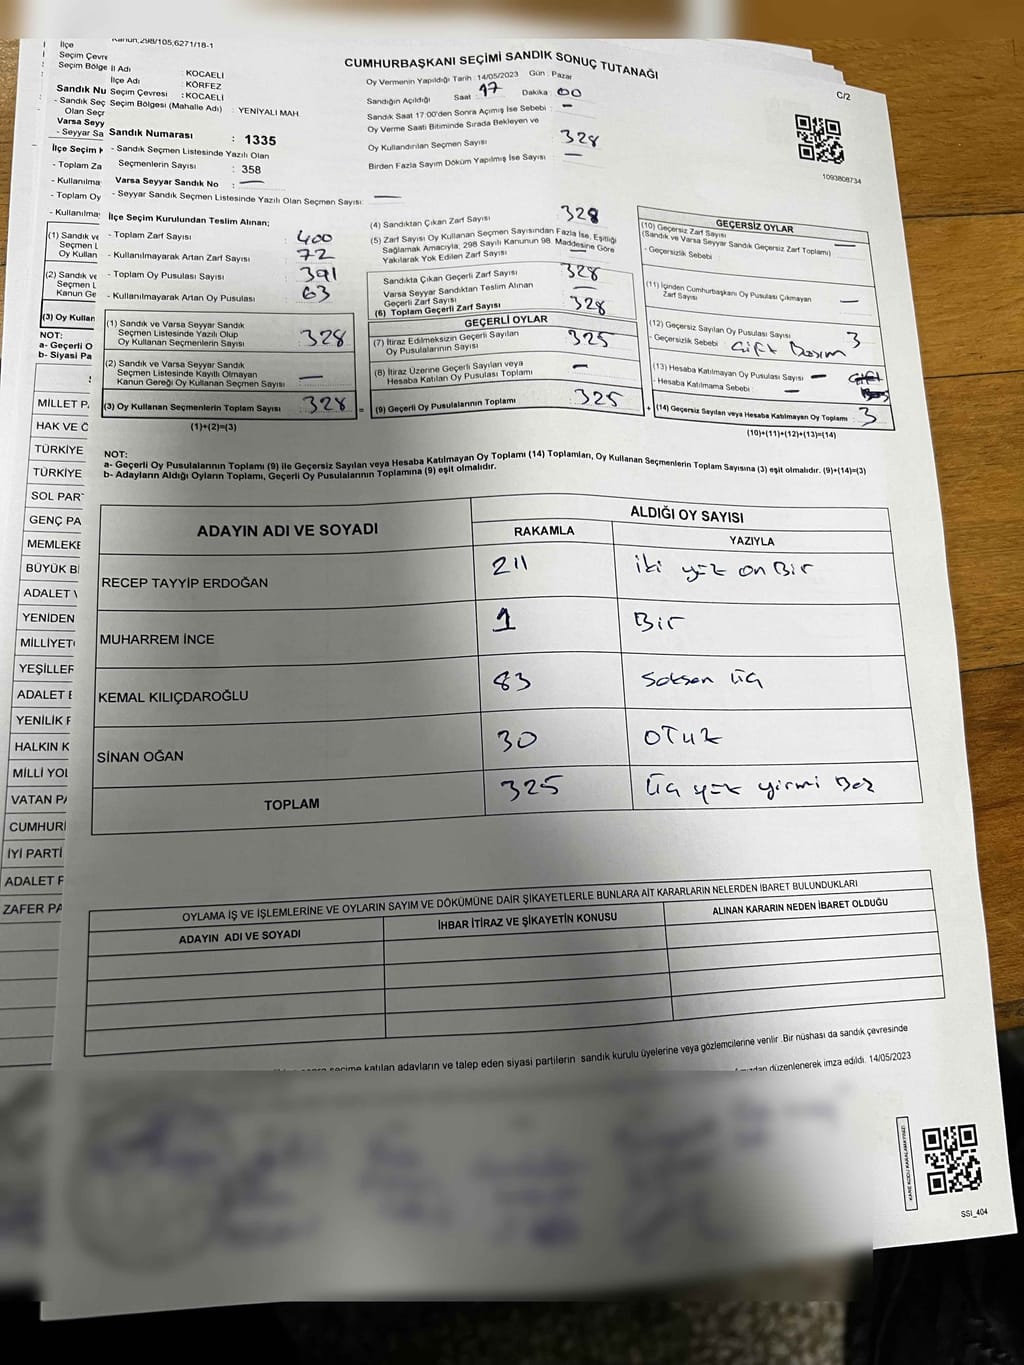 Kanun;298/105;6271/18-1
İlçe
Seçim Çevre
Seçim Bölge
Sandık Nu
- Sandık Seç
Olan Seçr
Varsa Seyy
- Seyyar Sa
İlçe Seçim K
- Toplam Za
- Kullanılma
- Toplam Oy
- Kullanılmay
(1) Sandık ve
Seçmen L
Oy Kullan
(2) Sandık ve
Seçmen L
Kanun Ge
(3) Oy Kullan
NOT:
a- Geçerli O
b- Siyasi Pa
MİLLET P
HAK VE Ö
TÜRKİYE
TÜRKİYE
SOL PAR
GENÇ PA
MEMLEKE
BÜYÜK Bİ
ADALET V
YENİDEN
MİLLİYETÇ
YEŞİLLER
ADALET B
YENİLİK P
HALKIN K
MİLLİ YOL
VATAN PA
CUMHURİ
İYİ PARTİ
ADALET P
ZAFER PA
CUMHURBAŞKANI SEÇİMİ SANDIK SONUÇ TUTANAĞI
C/2
İl Adı : KOCAELİ
İlçe Adı : KÖRFEZ
Seçim Çevresi : KOCAELİ
Seçim Bölgesi (Mahalle Adı) : YENİYALI MAH
Sandık Numarası : 1335
- Sandık Seçmen Listesinde Yazılı Olan
Seçmenlerin Sayısı : 358
Varsa Seyyar Sandık No : —
- Seyyar Sandık Seçmen Listesinde Yazılı Olan Seçmen Sayısı: —
Oy Vermenin Yapıldığı Tarih : 14/05/2023 Gün : Pazar
Sandığın Açıldığı Saat : 17 Dakika : 00
Sandık Saat 17:00'den Sonra Açılmış İse Sebebi : —
Oy Verme Saati Bitiminde Sırada Bekleyen ve
Oy Kullandırılan Seçmen Sayısı : 328
Birden Fazla Sayım Döküm Yapılmış İse Sayısı : —
1093808734
İlçe Seçim Kurulundan Teslim Alınan;
- Toplam Zarf Sayısı : 400
- Kullanılmayarak Artan Zarf Sayısı : 72
- Toplam Oy Pusulası Sayısı : 391
- Kullanılmayarak Artan Oy Pusulası : 63
(1) Sandık ve Varsa Seyyar Sandık
Seçmen Listesinde Yazılı Olup
Oy Kullanan Seçmenlerin Sayısı : 328
(2) Sandık ve Varsa Seyyar Sandık
Seçmen Listesinde Kayıtlı Olmayan
Kanun Gereği Oy Kullanan Seçmen Sayısı : —
(3) Oy Kullanan Seçmenlerin Toplam Sayısı : 328
(1)+(2)=(3)
=
(4) Sandıktan Çıkan Zarf Sayısı : 328
(5) Zarf Sayısı Oy Kullanan Seçmen Sayısından Fazla İse, Eşitliği
Sağlamak Amacıyla; 298 Sayılı Kanunun 98. Maddesine Göre
Yakılarak Yok Edilen Zarf Sayısı : —
Sandıkta Çıkan Geçerli Zarf Sayısı : 328
Varsa Seyyar Sandıktan Teslim Alınan
Geçerli Zarf Sayısı : —
(6) Toplam Geçerli Zarf Sayısı : 328
GEÇERLİ OYLAR
(7) İtiraz Edilmeksizin Geçerli Sayılan
Oy Pusulalarının Sayısı : 325
(8) İtiraz Üzerine Geçerli Sayılan veya
Hesaba Katılan Oy Pusulası Toplamı : —
(9) Geçerli Oy Pusulalarının Toplamı : 325
+
GEÇERSİZ OYLAR
(10) Geçersiz Zarf Sayısı
(Sandık ve Varsa Seyyar Sandık Geçersiz Zarf Toplamı) —
- Geçersizlik Sebebi :
(11) İçinden Cumhurbaşkanı Oy Pusulası Çıkmayan
Zarf Sayısı —
(12) Geçersiz Sayılan Oy Pusulası Sayısı : 3
- Geçersizlik Sebebi : Çift Basım
(13) Hesaba Katılmayan Oy Pusulası Sayısı : —
- Hesaba Katılmama Sebebi : —
(14) Geçersiz Sayılan veya Hesaba Katılmayan Oy Toplamı : 3
(10)+(11)+(12)+(13)=(14)
NOT:
a- Geçerli Oy Pusulalarının Toplamı (9) ile Geçersiz Sayılan veya Hesaba Katılmayan Oy Toplamı (14) Toplamları, Oy Kullanan Seçmenlerin Toplam Sayısına (3) eşit olmalıdır. (9)+(14)=(3)
b- Adayların Aldığı Oyların Toplamı, Geçerli Oy Pusulalarının Toplamına (9) eşit olmalıdır.
ADAYIN ADI VE SOYADI
ALDIĞI OY SAYISI
RAKAMLA YAZIYLA
RECEP TAYYİP ERDOĞAN 211 iki yüz on Bir
MUHARREM İNCE 1 Bir
KEMAL KILIÇDAROĞLU 83 Seksen üç
SİNAN OĞAN 30 OTUZ
TOPLAM 325 üç yüz yirmi Beş
OYLAMA İŞ VE İŞLEMLERİNE VE OYLARIN SAYIM VE DÖKÜMÜNE DAİR ŞİKAYETLERLE BUNLARA AİT KARARLARIN NELERDEN İBARET BULUNDUKLARI
ADAYIN ADI VE SOYADI İHBAR İTİRAZ VE ŞİKAYETİN KONUSU ALINAN KARARIN NEDEN İBARET OLDUĞU
seçime katılan adayların ve talep eden siyasi partilerin sandık kurulu üyelerine veya gözlemcilerine verilir .Bir nüshası da sandık çevresinde
düzenlenerek imza edildi. 14/05/2023
KARE KODU KARALAMAYINIZ!
SSI_404